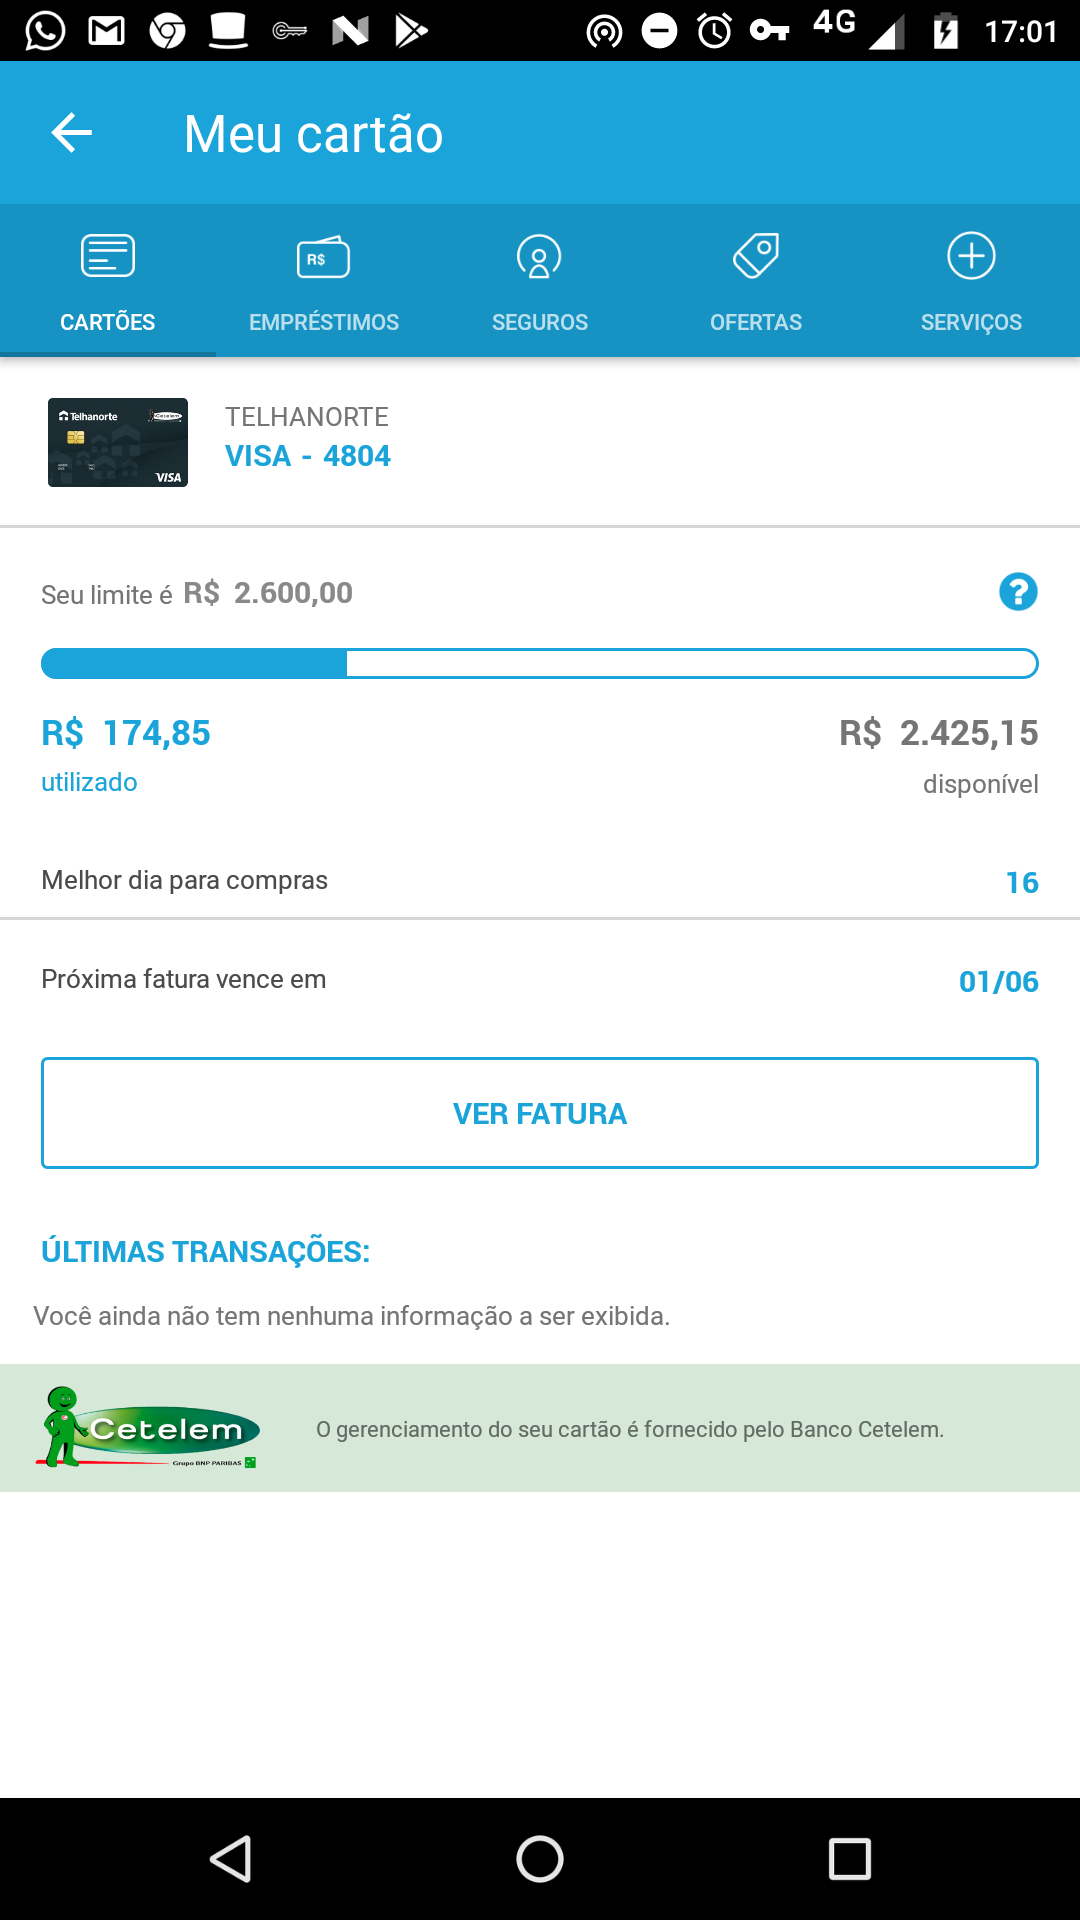 4G 17:01
Meu cartão
R$
CARTÕES EMPRÉSTIMOS SEGUROS OFERTAS SERVIÇOS
Telhanorte Cetelem
VISA
TELHANORTE
VISA - 4804
Seu limite é R$ 2.600,00 ?
R$ 174,85 R$ 2.425,15
utilizado disponível
Melhor dia para compras 16
Próxima fatura vence em 01/06
VER FATURA
ÚLTIMAS TRANSAÇÕES:
Você ainda não tem nenhuma informação a ser exibida.
Cetelem
Grupo BNP PARIBAS
O gerenciamento do seu cartão é fornecido pelo Banco Cetelem.